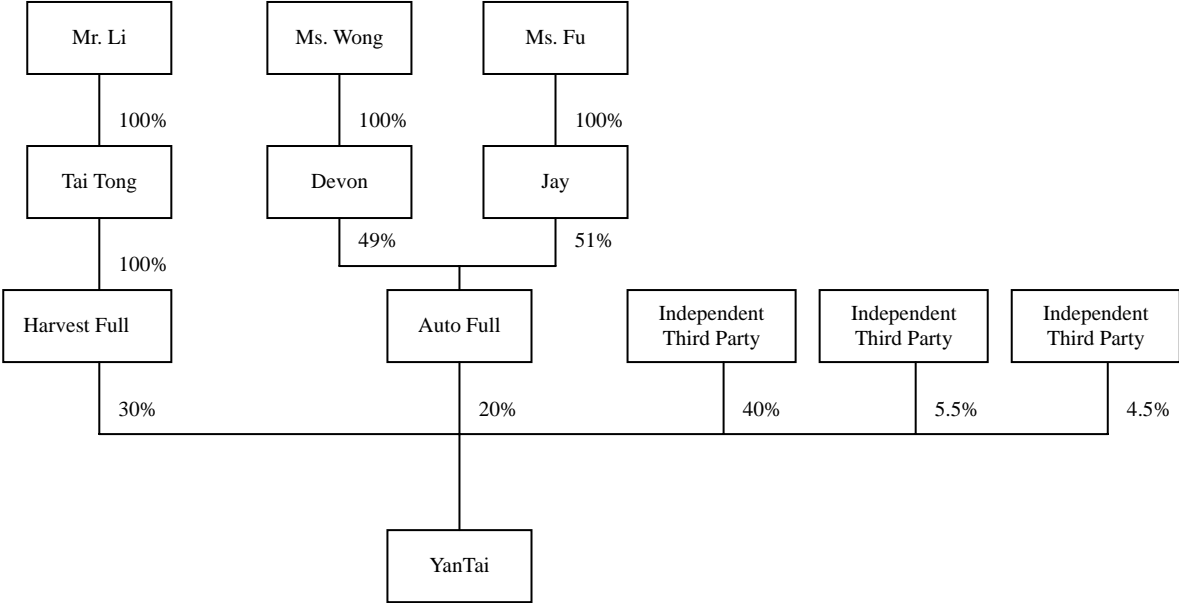 Mr. Li
Ms. Wong
Ms. Fu
100%
100%
100%
Tai Tong
Devon
Jay
49%
51%
100%
Harvest Full
Auto Full
Independent
Third Party
Independent
Third Party
Independent
Third Party
30%
20%
40%
5.5%
4.5%
YanTai